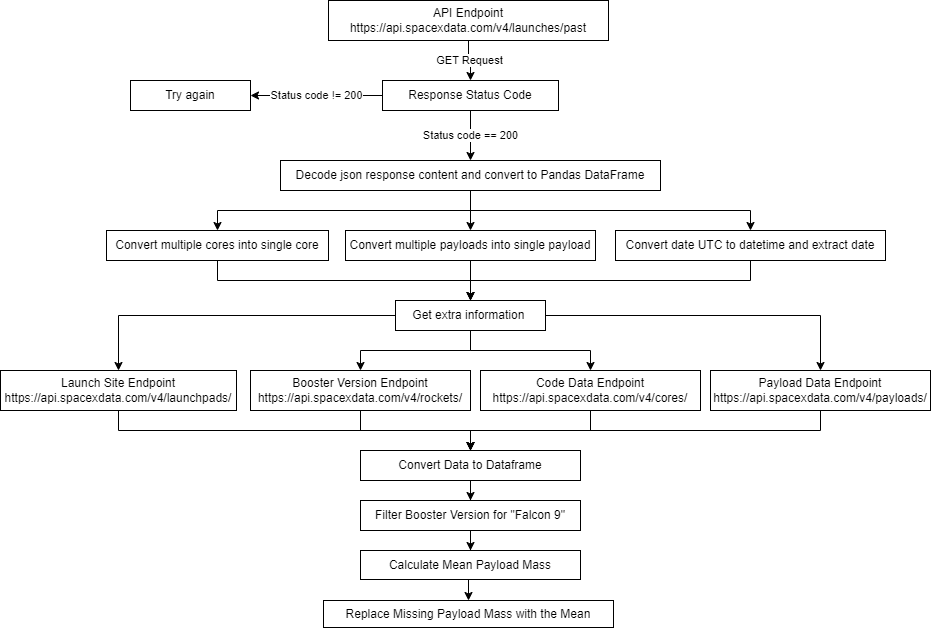 API Endpoint
https://api.spacexdata.com/v4/launches/past
GET Request
Try again
Status code != 200
Response Status Code
Status code == 200
Decode json response content and convert to Pandas DataFrame
Convert multiple cores into single core
Convert multiple payloads into single payload
Convert date UTC to datetime and extract date
Get extra information
Launch Site Endpoint
https://api.spacexdata.com/v4/launchpads/
Booster Version Endpoint
https://api.spacexdata.com/v4/rockets/
Code Data Endpoint
https://api.spacexdata.com/v4/cores/
Payload Data Endpoint
https://api.spacexdata.com/v4/payloads/
Convert Data to Dataframe
Filter Booster Version for "Falcon 9"
Calculate Mean Payload Mass
Replace Missing Payload Mass with the Mean